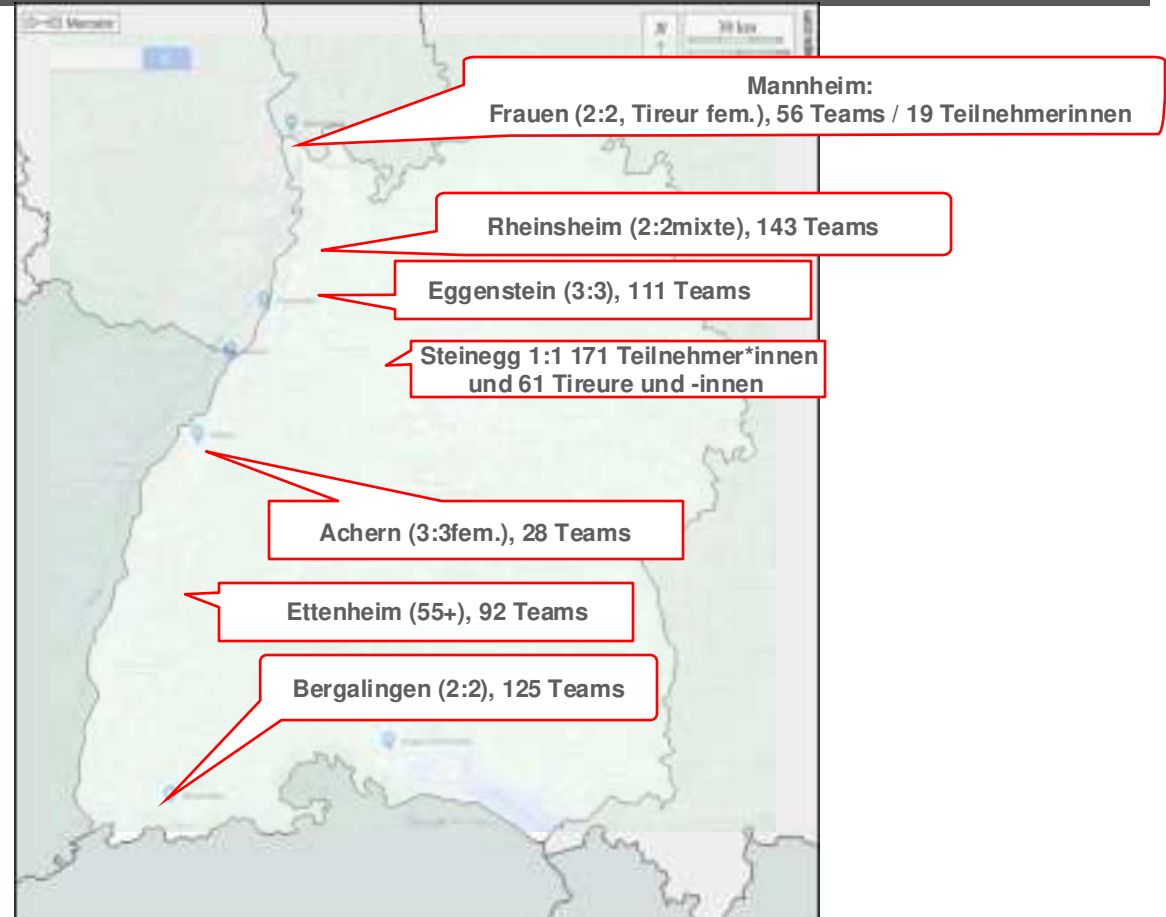 30 km
Mannheim:
Frauen (2:2, Tireur fem.), 56 Teams / 19 Teilnehmerinnen
Rheinsheim (2:2mixte), 143 Teams
Eggenstein (3:3), 111 Teams
Steinegg 1:1 171 Teilnehmer*innen
und 61 Tireure und -innen
Achern (3:3fem.), 28 Teams
Ettenheim (55+), 92 Teams
Bergalingen (2:2), 125 Teams